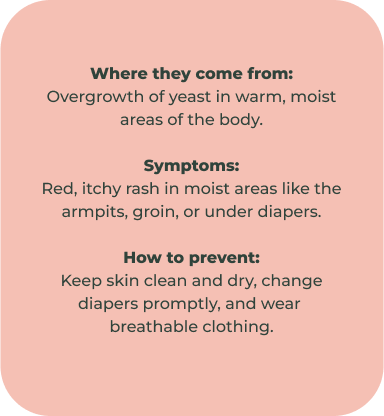 Where they come from:
Overgrowth of yeast in warm, moist
areas of the body.
Symptoms:
Red, itchy rash in moist areas like the
armpits, groin, or under diapers.
How to prevent:
Keep skin clean and dry, change
diapers promptly, and wear
breathable clothing.